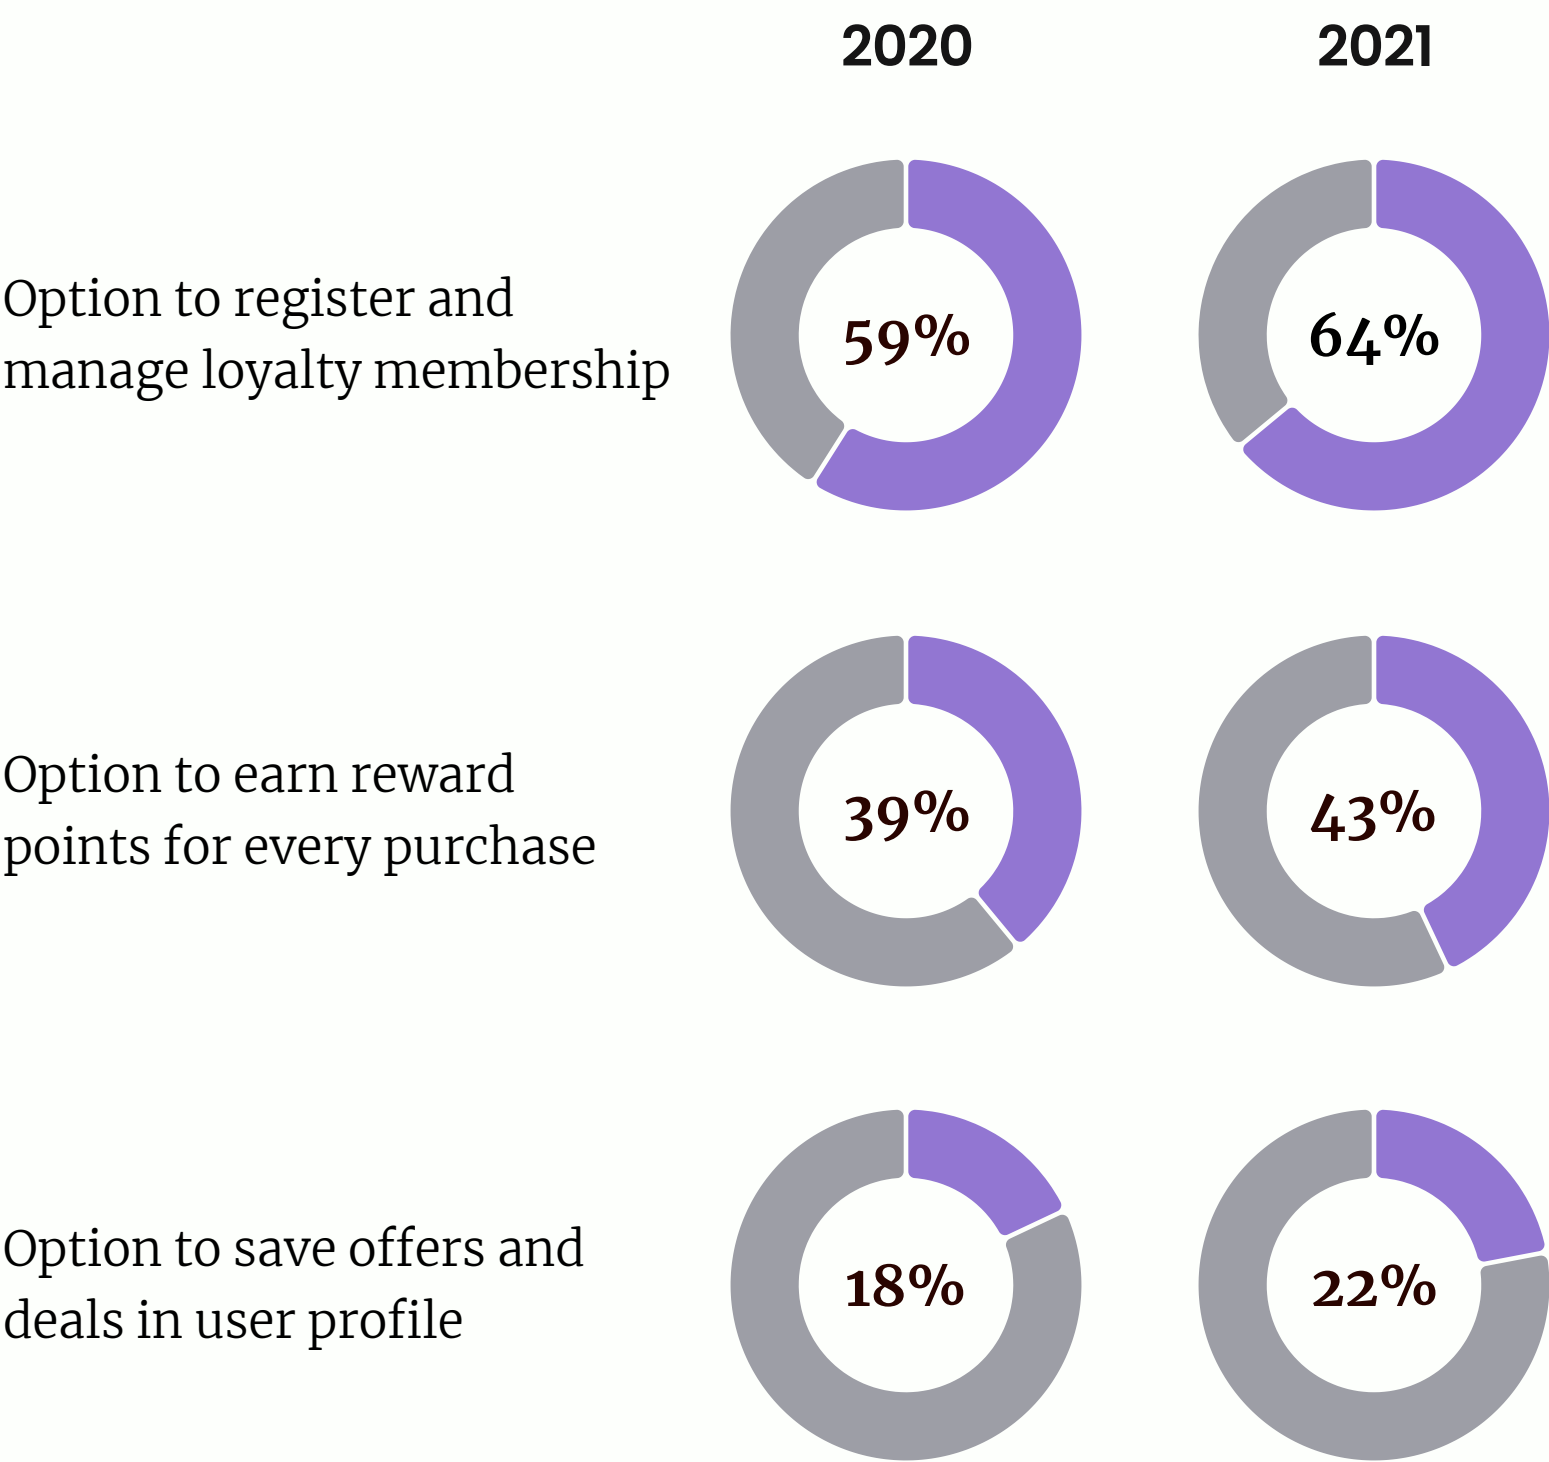 2020 2021
Option to register and
manage loyalty membership
59% 64%
Option to earn reward
points for every purchase
39% 43%
Option to save offers and
deals in user profile
18% 22%